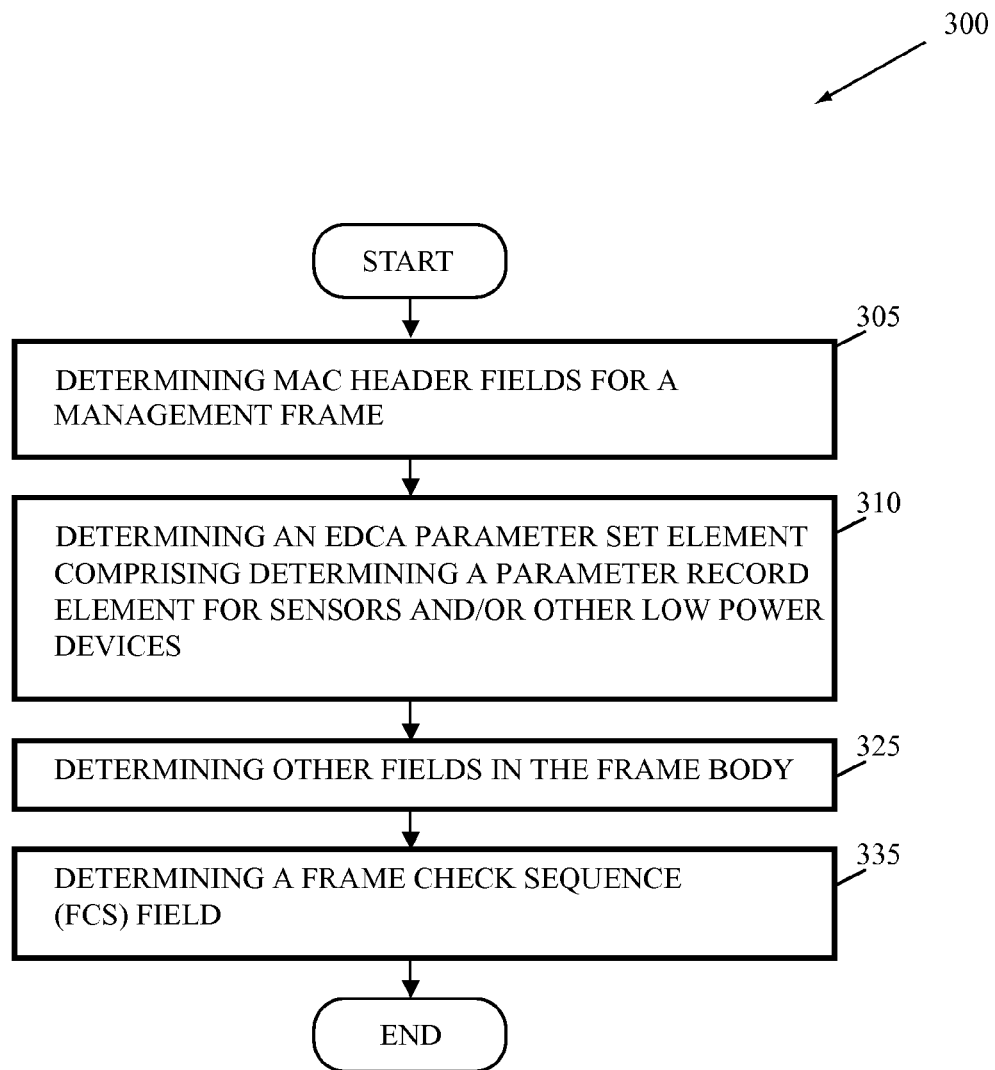 300
START
305
DETERMINING MAC HEADER FIELDS FOR A
MANAGEMENT FRAME
310
DETERMINING AN EDCA PARAMETER SET ELEMENT
COMPRISING DETERMINING A PARAMETER RECORD
ELEMENT FOR SENSORS AND/OR OTHER LOW POWER
DEVICES
325
DETERMINING OTHER FIELDS IN THE FRAME BODY
335
DETERMINING A FRAME CHECK SEQUENCE
(FCS) FIELD
END